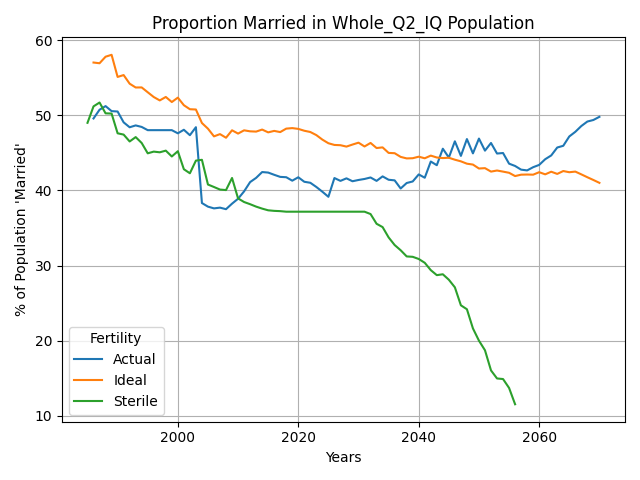 Proportion Married in Whole_Q2_IQ Population
% of Population 'Married'
60
50
40
30
20
10
Fertility
Actual
Ideal
Sterile
2000 2020 2040 2060
Years